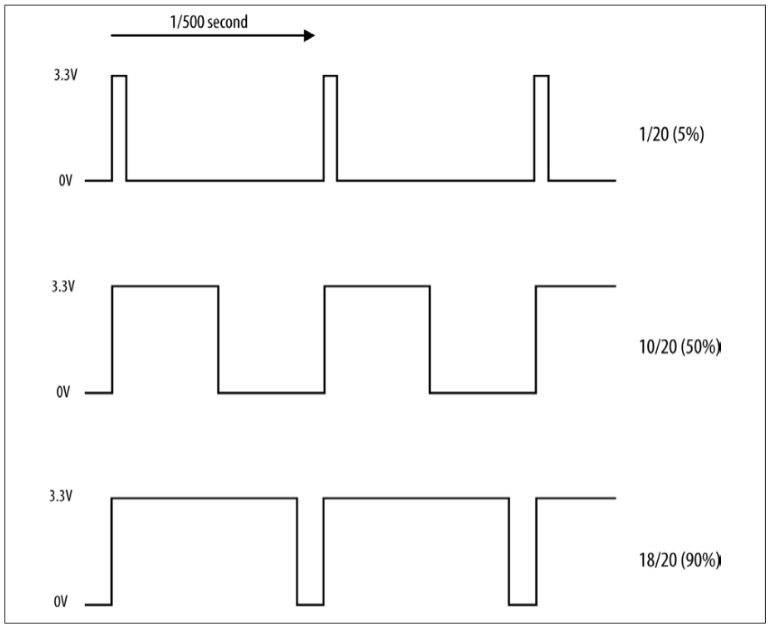 1/500 second
3.3V
1/20 (5%)
0V
3.3V
10/20 (50%)
0V
3.3V
18/20 (90%)
0V